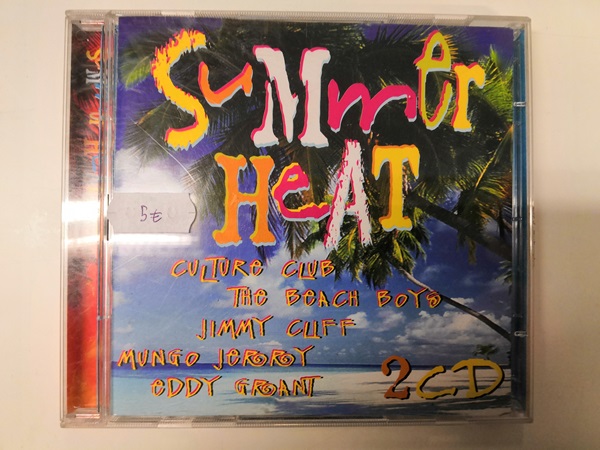 SuMmer
HeAT
CULTURE CLUB
THE BEACH BOYS
JIMMY CLIFF
MUNGO JERRY
EDDY GRANT
2CD
5€